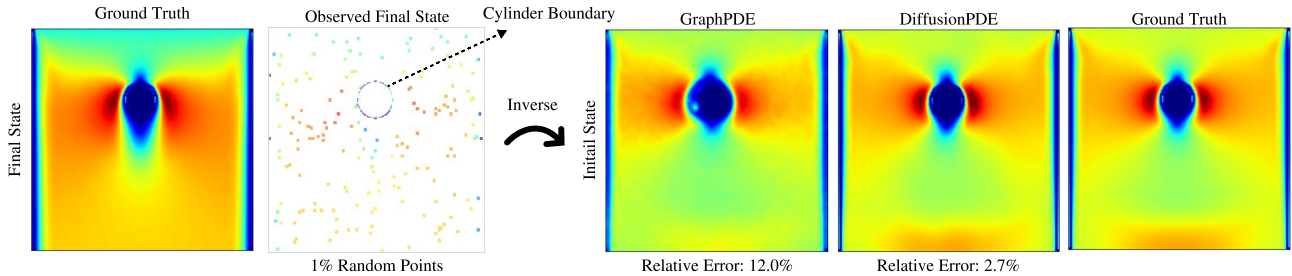 Ground Truth
Observed Final State
Cylinder Boundary
GraphPDE
DiffusionPDE
Ground Truth
Final State
Inverse
Initail State
1% Random Points
Relative Error: 12.0%
Relative Error: 2.7%